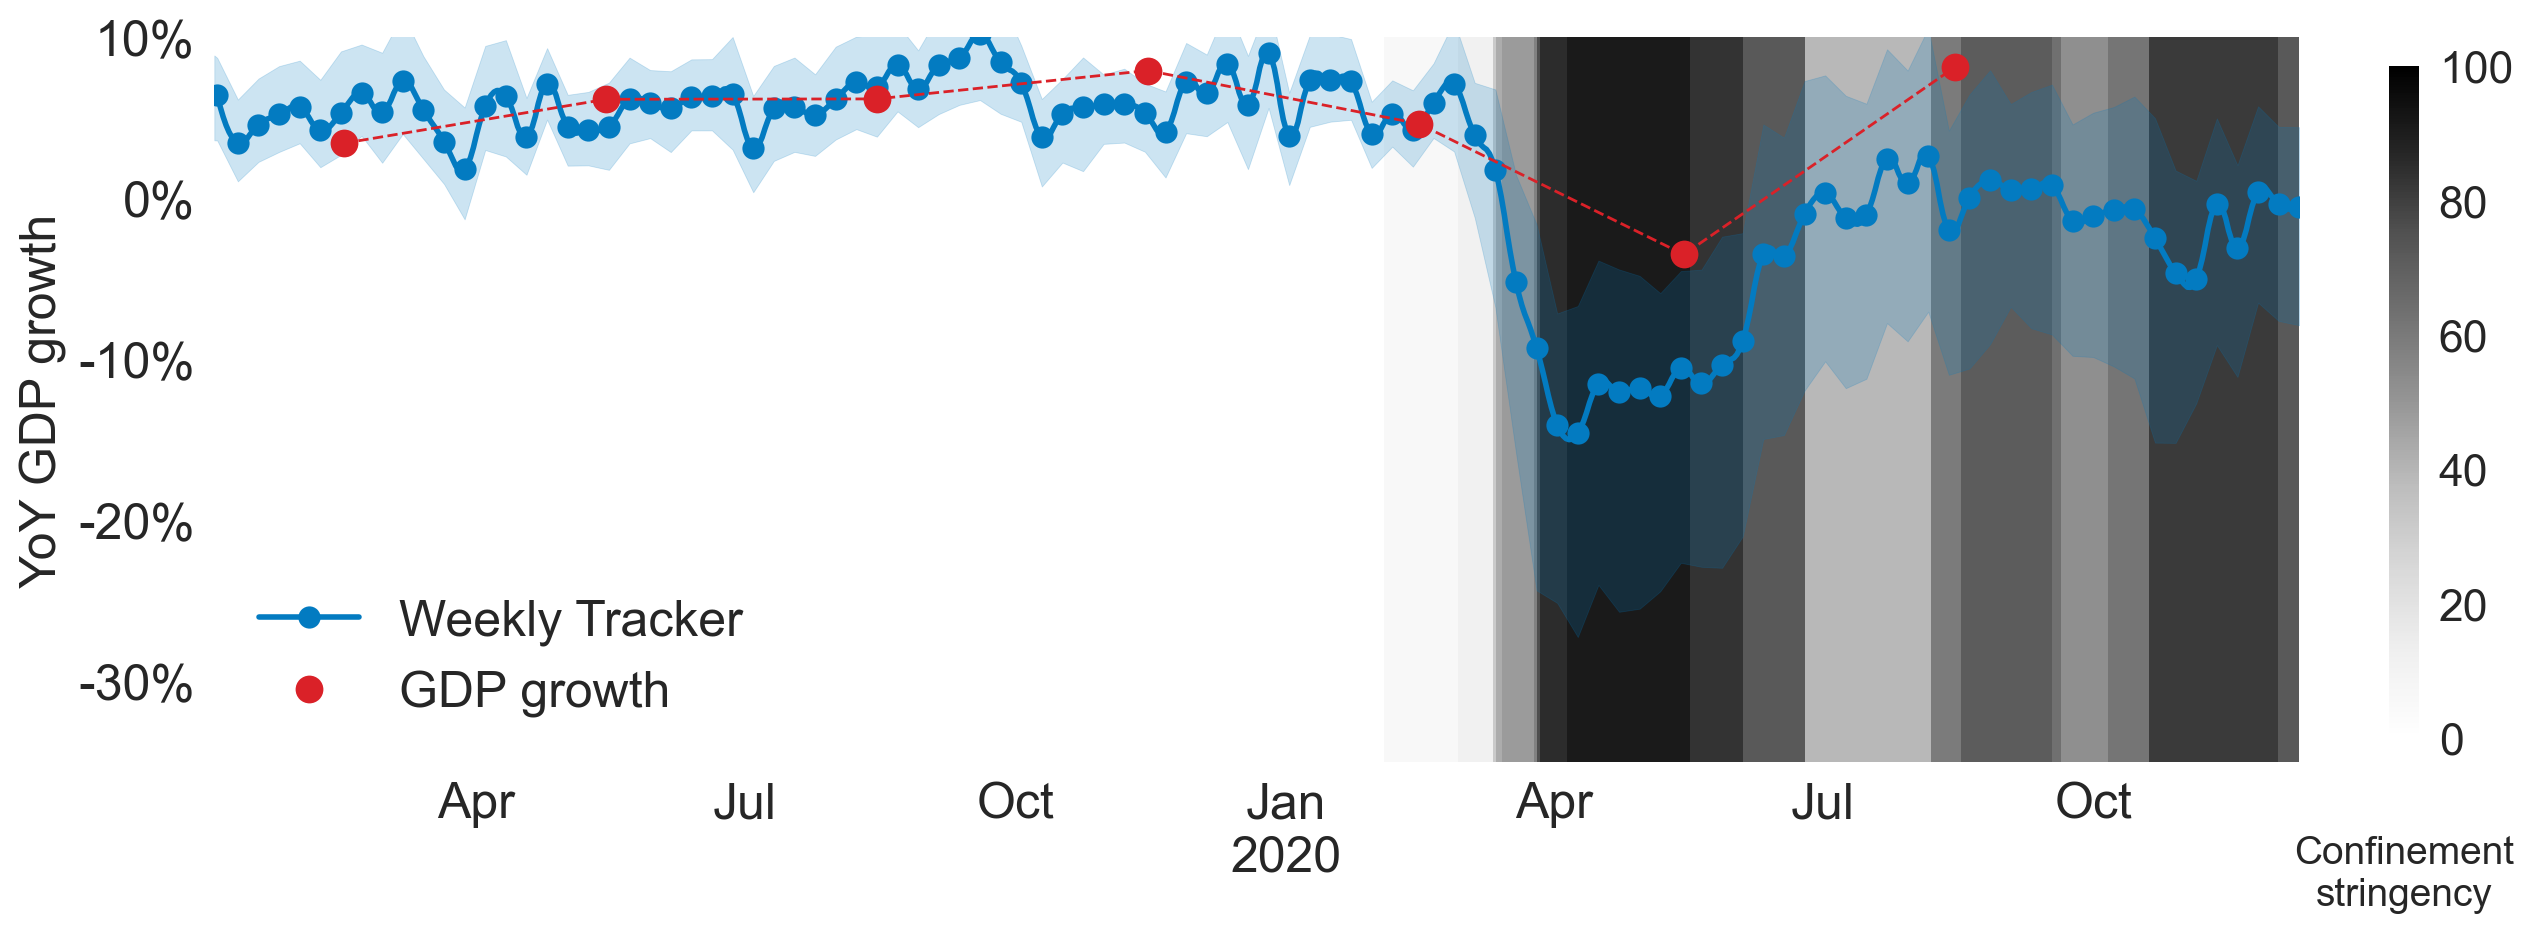 10%
0%
-10%
-20%
-30%
YoY GDP growth
Weekly Tracker
GDP growth
Apr
Jul
Oct
Jan
2020
Apr
Jul
Oct
100
80
60
40
20
0
Confinement
stringency